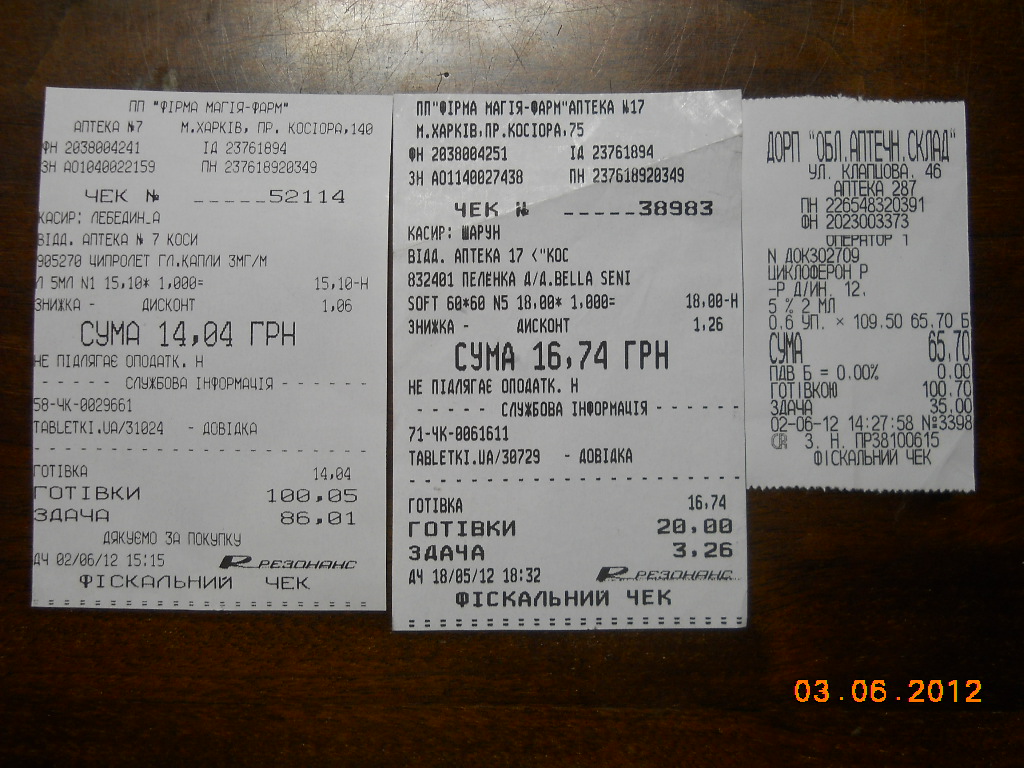 ПП "ФІРМА МАГІЯ-ФАРМ"
АПТЕКА №7 М.ХАРКІВ, ПР. КОСІОРА,140
ФН 2038004241 ІД 23761894
ЗН АО1040022159 ПН 237618920349
ЧЕК № _____52114
КАСИР: ЛЕБЕДИН.А
ВІДД. АПТЕКА № 7 КОСИ
905270 ЦИПРОЛЕТ ГЛ.КАПЛИ 3МГ/М
Л 5МЛ N1 15,10* 1,000= 15,10-Н
ЗНИЖКА - ДИСКОНТ 1,06
СУМА 14,04 ГРН
НЕ ПІДЛЯГАЄ ОПОДАТК. Н
- - - - - СЛУЖБОВА ІНФОРМАЦІЯ - - - - - -
58-ЧК-0029661
TABLETKI.UA/31024 - ДОВІДКА
ГОТІВКА 14,04
ГОТІВКИ 100,05
ЗДАЧА 86,01
ДЯКУЄМО ЗА ПОКУПКУ
ДЧ 02/06/12 15:15 РЕЗОНАНС
ФІСКАЛЬНИЙ ЧЕК
ПП"ФІРМА МАГІЯ-ФАРМ"АПТЕКА №17
М.ХАРКІВ,ПР.КОСІОРА,75
ФН 2038004251 ІД 23761894
ЗН АО1140027438 ПН 237618920349
ЧЕК № _____38983
КАСИР: ШАРУН
ВІДД. АПТЕКА 17 <"КОС
832401 ПЕЛЕНКА Д/Д.BELLA SENI
SOFT 60*60 N5 18,00* 1,000= 18,00-Н
ЗНИЖКА - ДИСКОНТ 1,26
СУМА 16,74 ГРН
НЕ ПІДЛЯГАЄ ОПОДАТК. Н
- - - - - СЛУЖБОВА ІНФОРМАЦІЯ - - - - - -
71-ЧК-0061611
TABLETKI.UA/30729 - ДОВІДКА
ГОТІВКА 16,74
ГОТІВКИ 20,00
ЗДАЧА 3,26
ДЧ 18/05/12 18:32 РЕЗОНАНС
ФІСКАЛЬНИЙ ЧЕК
ДОРП "ОБЛ.АПТЕЧН.СКЛАД"
УЛ. КЛАПЦОВА, 46
АПТЕКА 287
ПН 226548320391
ФН 2023003373
ОПЕРАТОР 1
N ДОК302709
ЦИКЛОФЕРОН Р
-Р Д/ИН. 12,
5 % 2 МЛ
0.6 УП. × 109.50 65.70 Б
СУМА 65.70
ПДВ Б = 0.00% 0.00
ГОТІВКОЮ 100.70
ЗДАЧА 35.00
02-06-12 14:27:58 №3398
CR З. Н. ПР38100615
ФІСКАЛЬНИЙ ЧЕК
03.06.2012